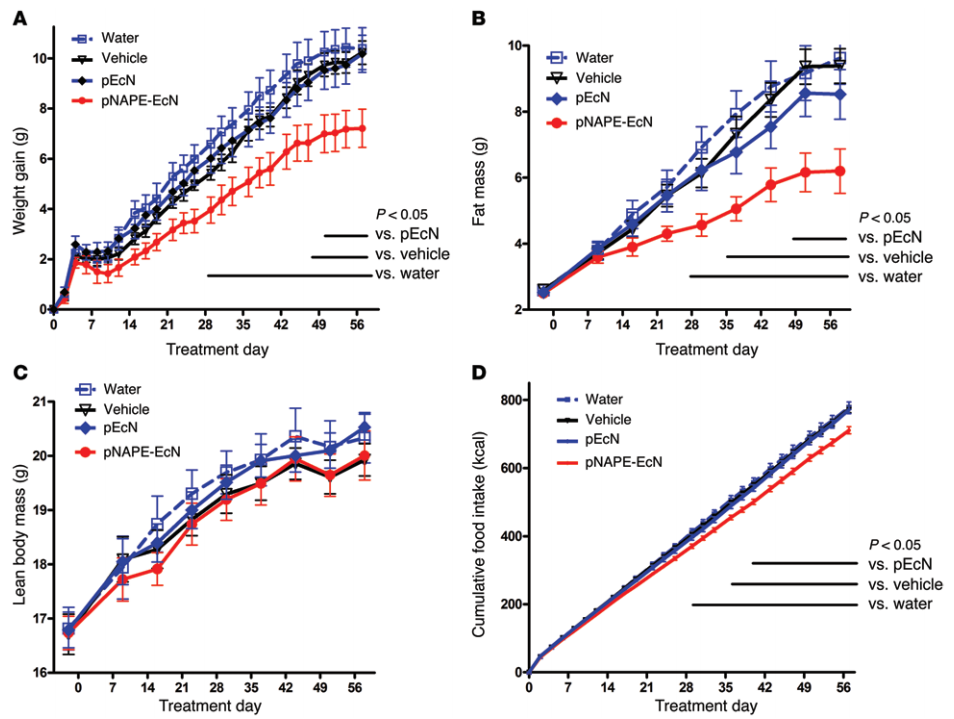 A
Weight gain (g)
10
8
6
4
2
0
Water
Vehicle
pEcN
pNAPE-EcN
P < 0.05
vs. pEcN
vs. vehicle
vs. water
0 7 14 21 28 35 42 49 56
Treatment day
B
Fat mass (g)
10
8
6
4
2
Water
Vehicle
pEcN
pNAPE-EcN
P < 0.05
vs. pEcN
vs. vehicle
vs. water
0 7 14 21 28 35 42 49 56
Treatment day
C
Lean body mass (g)
21
20
19
18
17
16
Water
Vehicle
pEcN
pNAPE-EcN
0 7 14 21 28 35 42 49 56
Treatment day
D
Cumulative food intake (kcal)
800
600
400
200
0
Water
Vehicle
pEcN
pNAPE-EcN
P < 0.05
vs. pEcN
vs. vehicle
vs. water
0 7 14 21 28 35 42 49 56
Treatment day